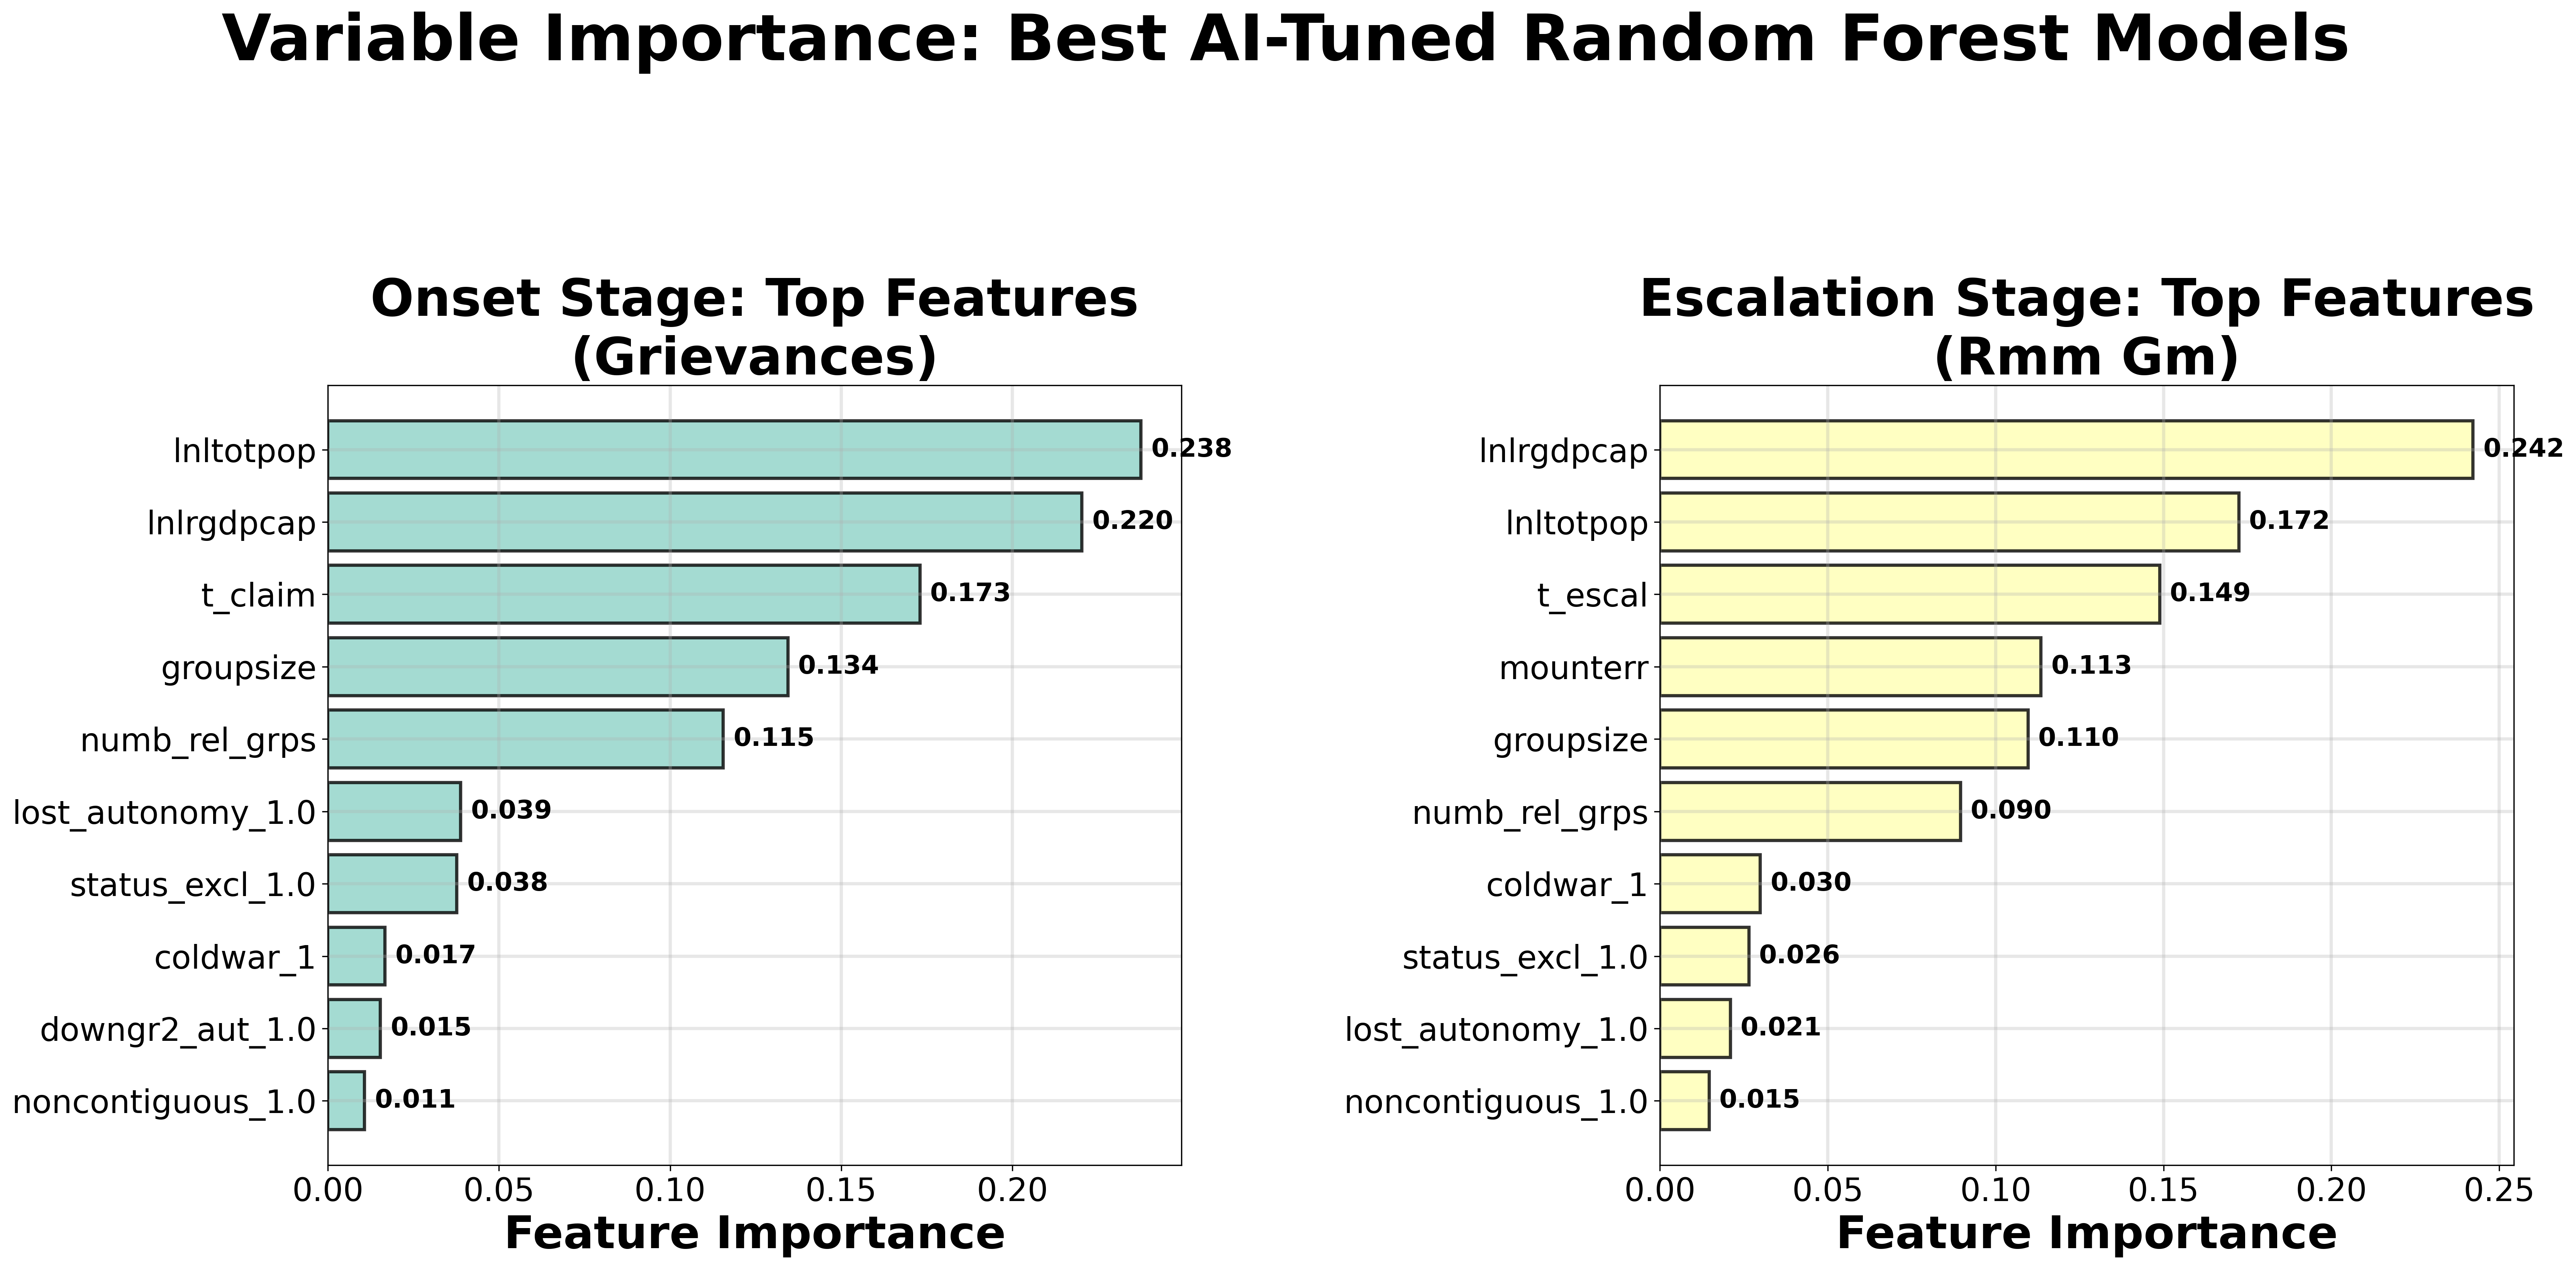 Variable Importance: Best AI-Tuned Random Forest Models
Onset Stage: Top Features
(Grievances)
lnltotpop 0.238
lnlrgdpcap 0.220
t_claim 0.173
groupsize 0.134
numb_rel_grps 0.115
lost_autonomy_1.0 0.039
status_excl_1.0 0.038
coldwar_1 0.017
downgr2_aut_1.0 0.015
noncontiguous_1.0 0.011
0.00 0.05 0.10 0.15 0.20
Feature Importance
Escalation Stage: Top Features
(Rmm Gm)
lnlrgdpcap 0.242
lnltotpop 0.172
t_escal 0.149
mounterr 0.113
groupsize 0.110
numb_rel_grps 0.090
coldwar_1 0.030
status_excl_1.0 0.026
lost_autonomy_1.0 0.021
noncontiguous_1.0 0.015
0.00 0.05 0.10 0.15 0.20 0.25
Feature Importance